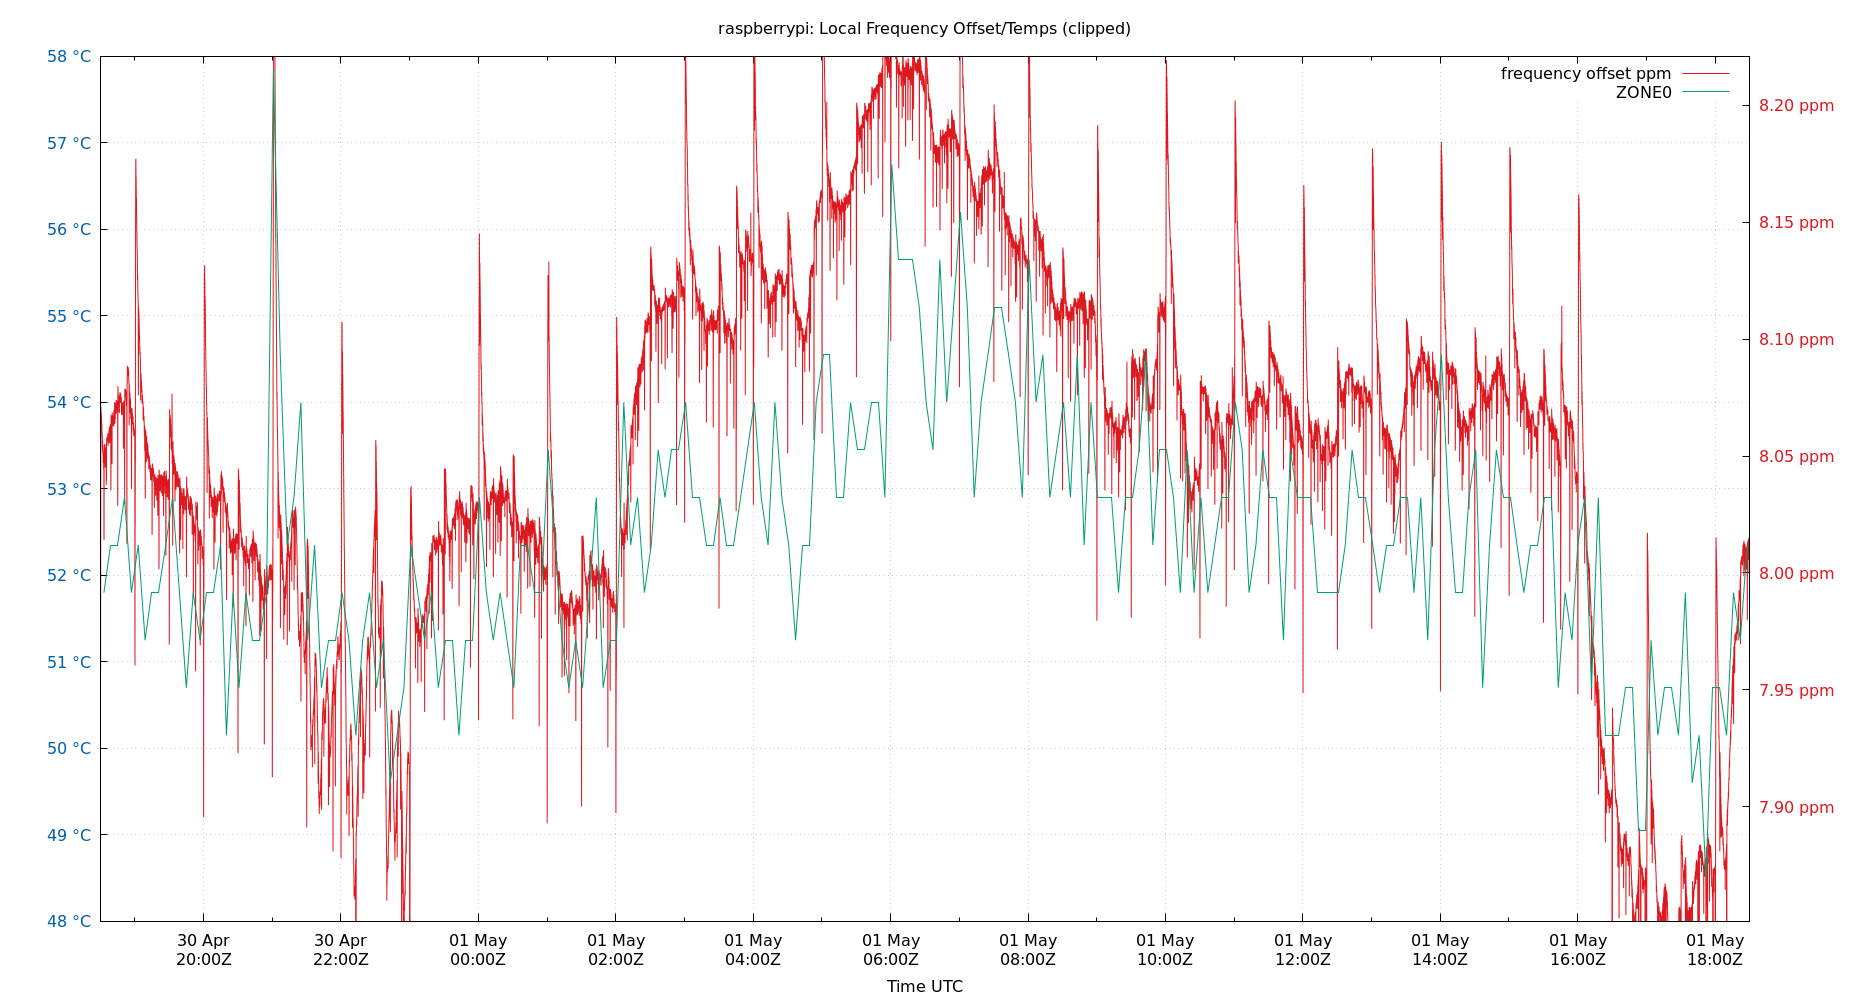 raspberrypi: Local Frequency Offset/Temps (clipped)
58 °C
57 °C
56 °C
55 °C
54 °C
53 °C
52 °C
51 °C
50 °C
49 °C
48 °C
frequency offset ppm
ZONE0
8.20 ppm
8.15 ppm
8.10 ppm
8.05 ppm
8.00 ppm
7.95 ppm
7.90 ppm
30 Apr
20:00Z
30 Apr
22:00Z
01 May
00:00Z
01 May
02:00Z
01 May
04:00Z
01 May
06:00Z
01 May
08:00Z
01 May
10:00Z
01 May
12:00Z
01 May
14:00Z
01 May
16:00Z
01 May
18:00Z
Time UTC